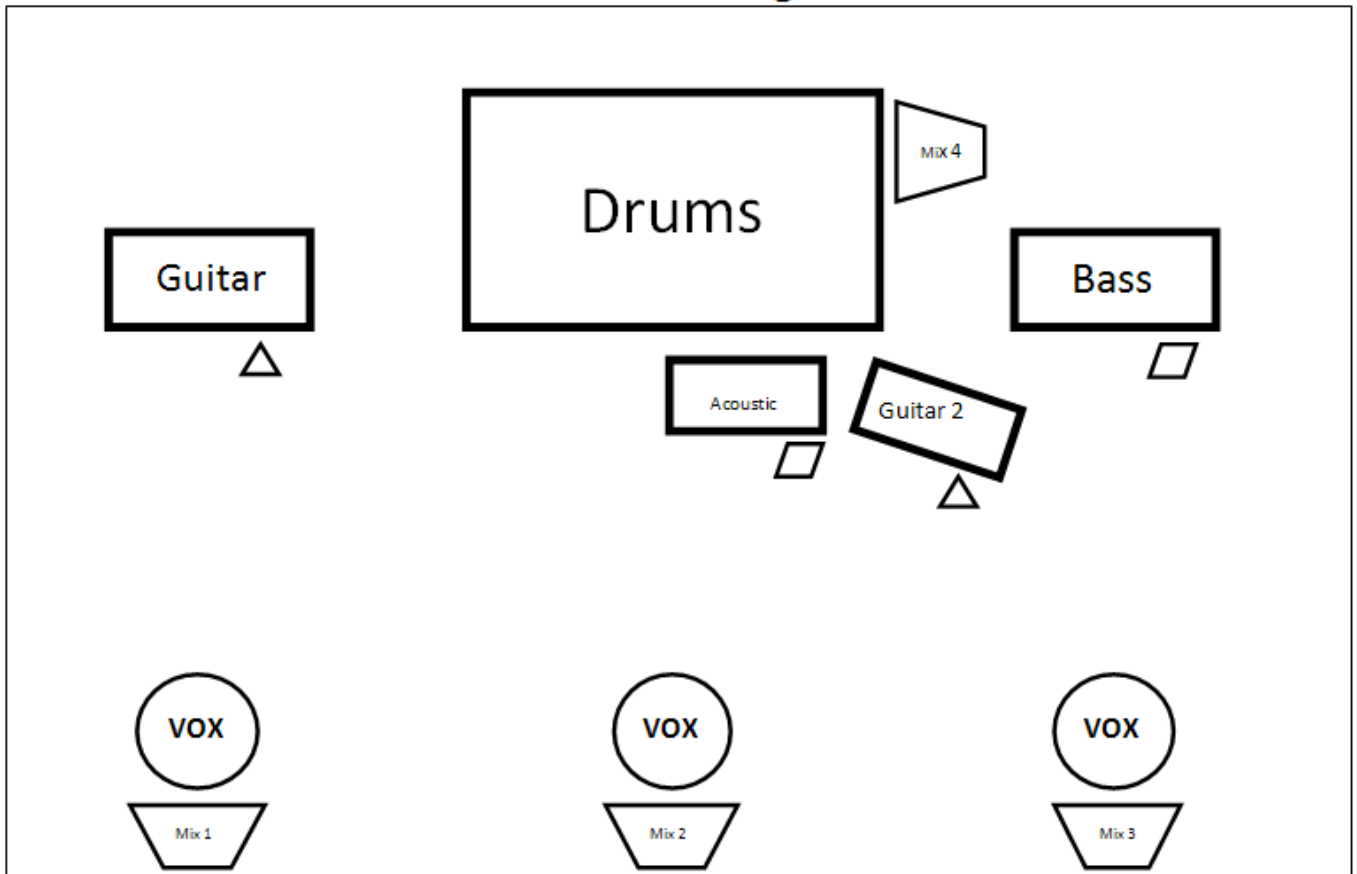 Mix 4
Drums
Guitar
Bass
Acoustic
Guitar 2
VOX
VOX
VOX
Mix 1
Mix 2
Mix 3